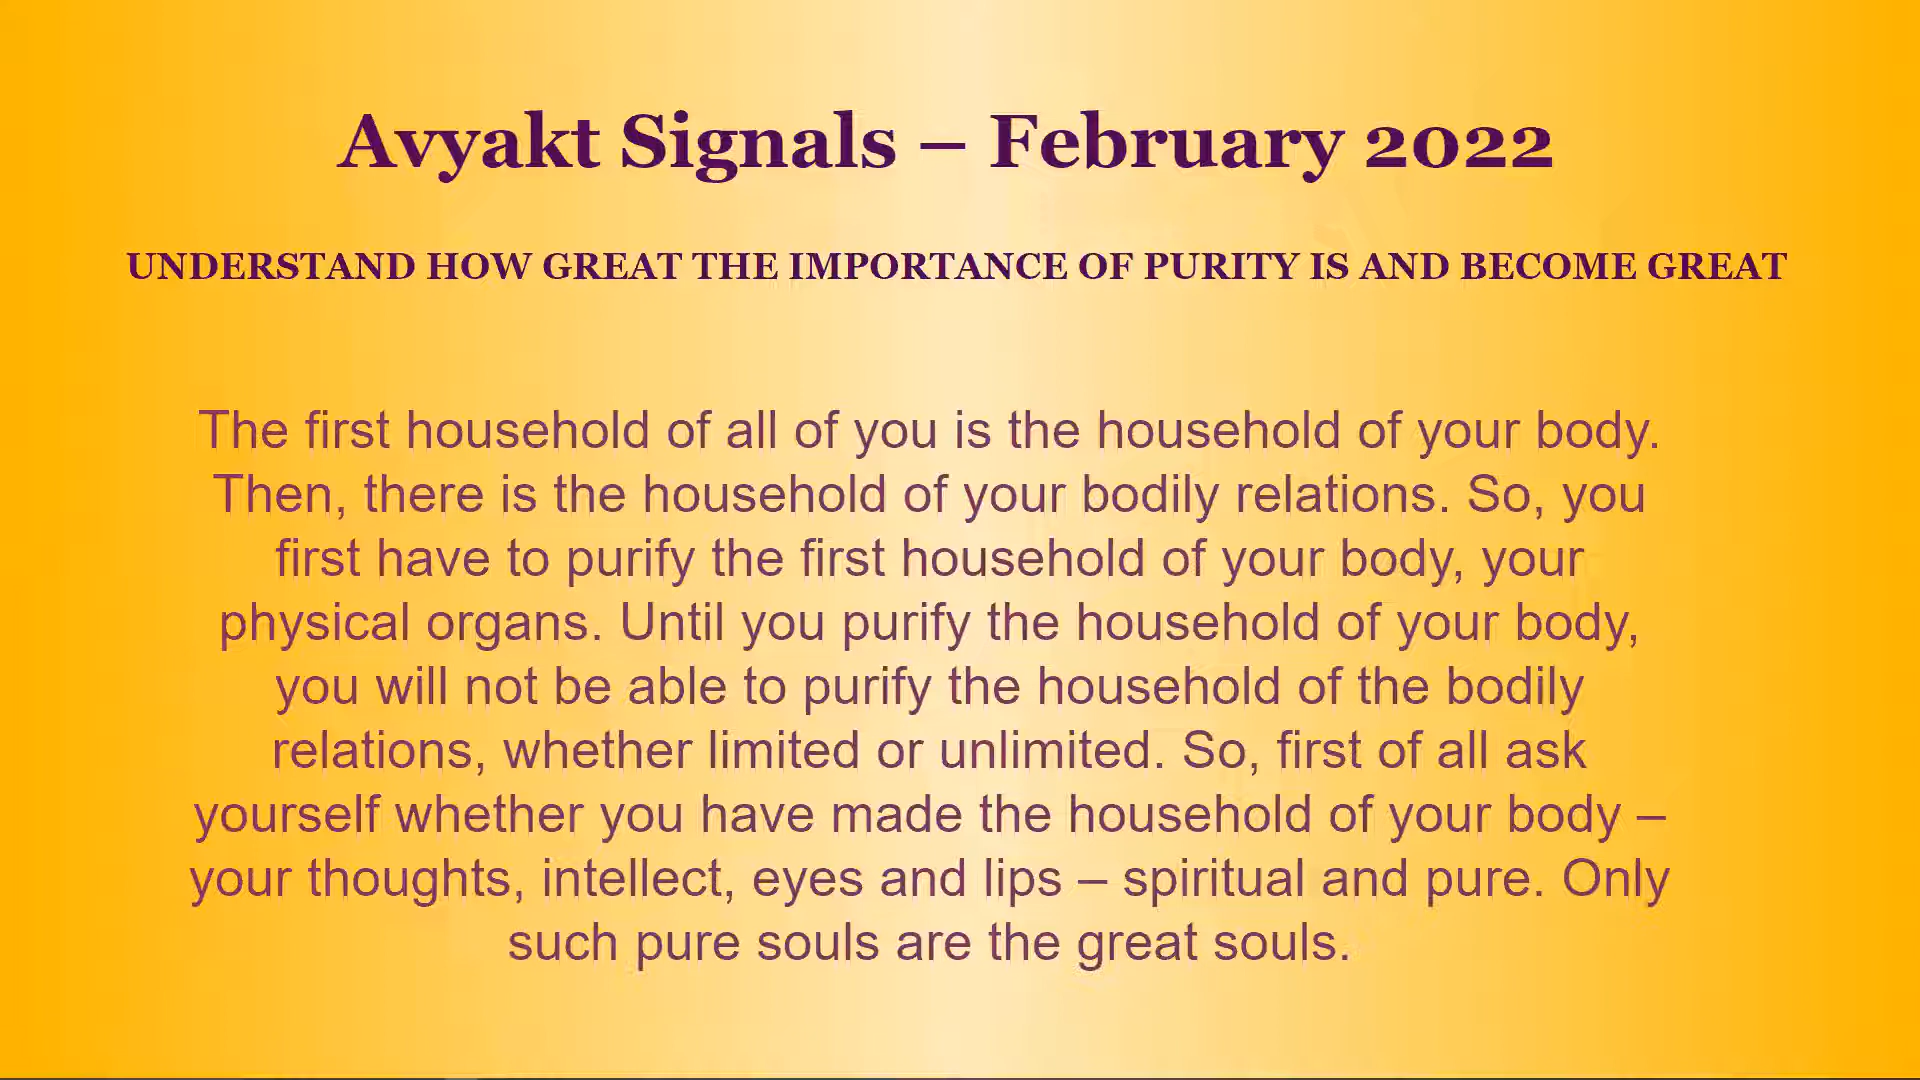 Avyakt Signals – February 2022
UNDERSTAND HOW GREAT THE IMPORTANCE OF PURITY IS AND BECOME GREAT
The first household of all of you is the household of your body.
Then, there is the household of your bodily relations. So, you
first have to purify the first household of your body, your
physical organs. Until you purify the household of your body,
you will not be able to purify the household of the bodily
relations, whether limited or unlimited. So, first of all ask
yourself whether you have made the household of your body –
your thoughts, intellect, eyes and lips – spiritual and pure. Only
such pure souls are the great souls.